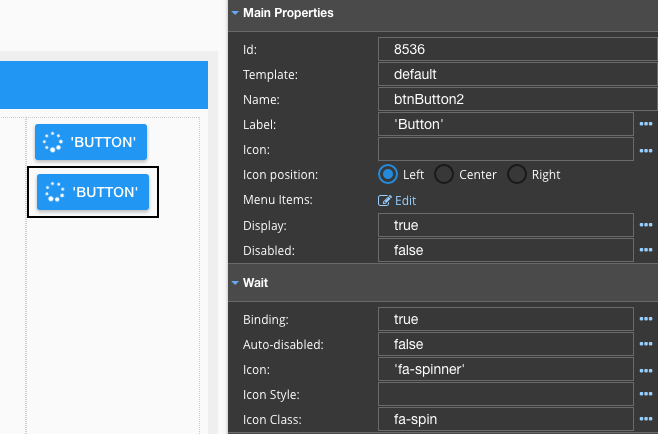 'BUTTON'
'BUTTON'
Main Properties
Id: 8536
Template: default
Name: btnButton2
Label: 'Button'
Icon:
Icon position: Left Center Right
Menu Items: Edit
Display: true
Disabled: false
Wait
Binding: true
Auto-disabled: false
Icon: 'fa-spinner'
Icon Style:
Icon Class: fa-spin